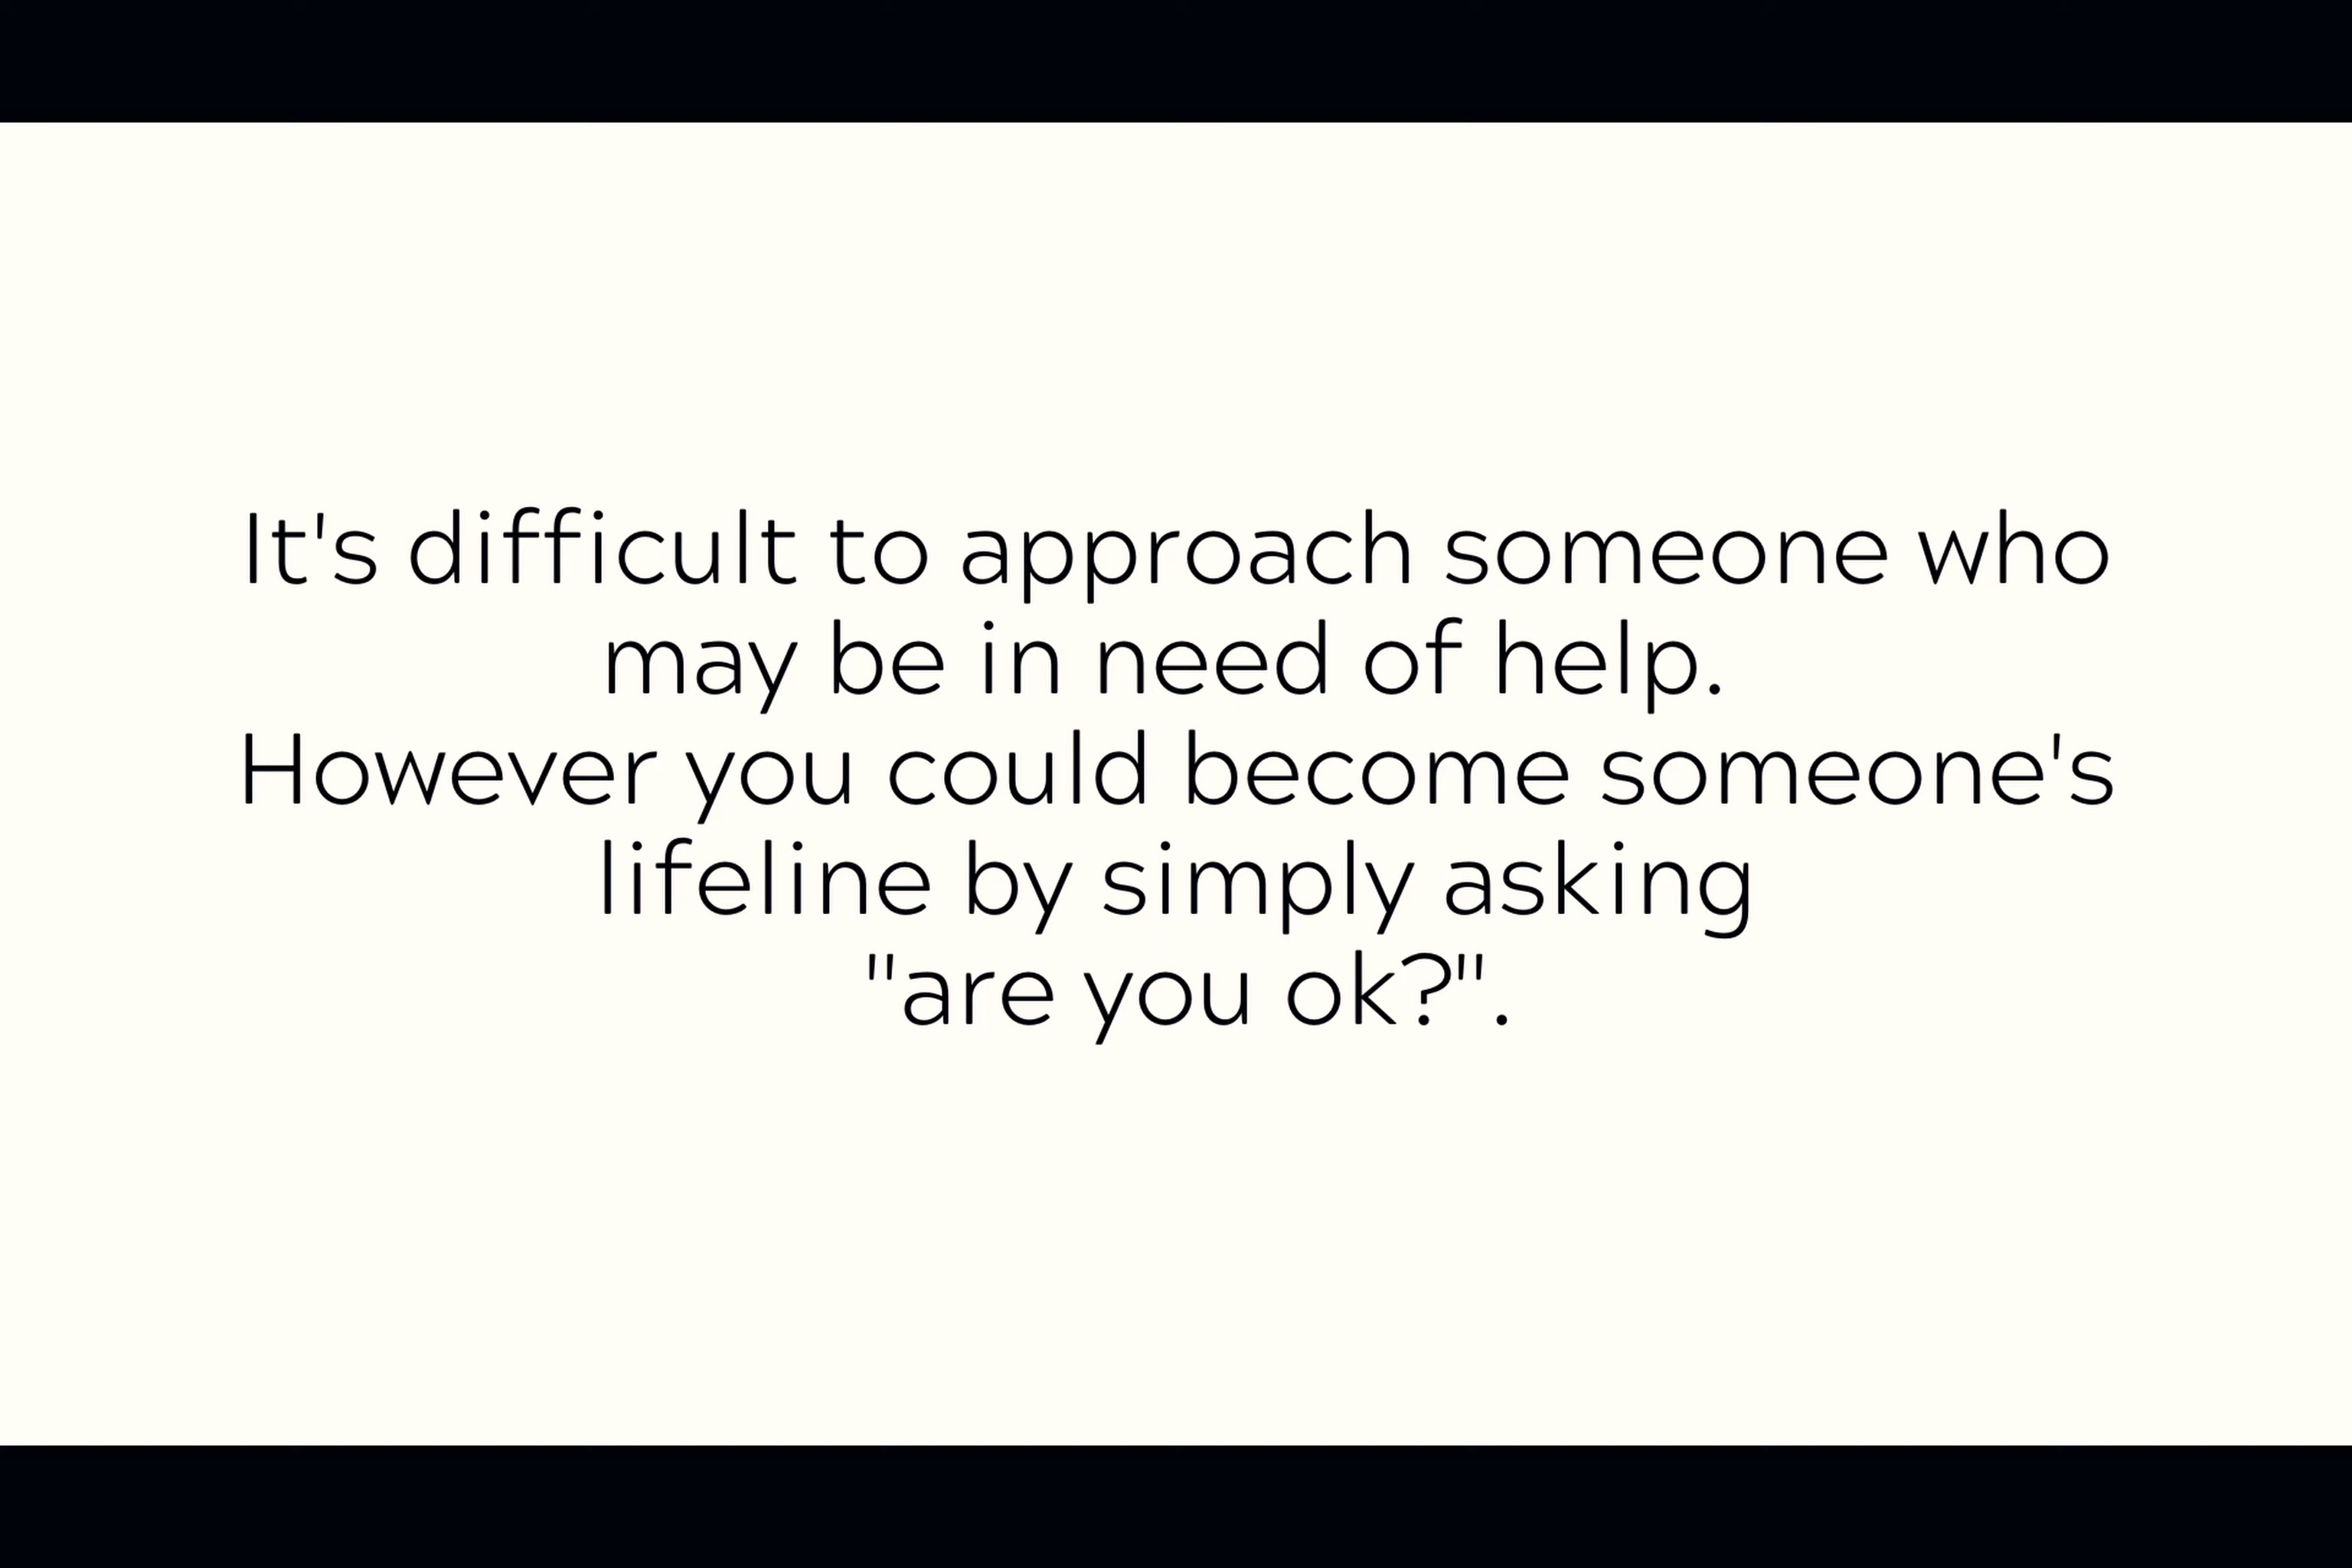 It's difficult to approach someone who
may be in need of help.
However you could become someone's
lifeline by simply asking
"are you ok?".